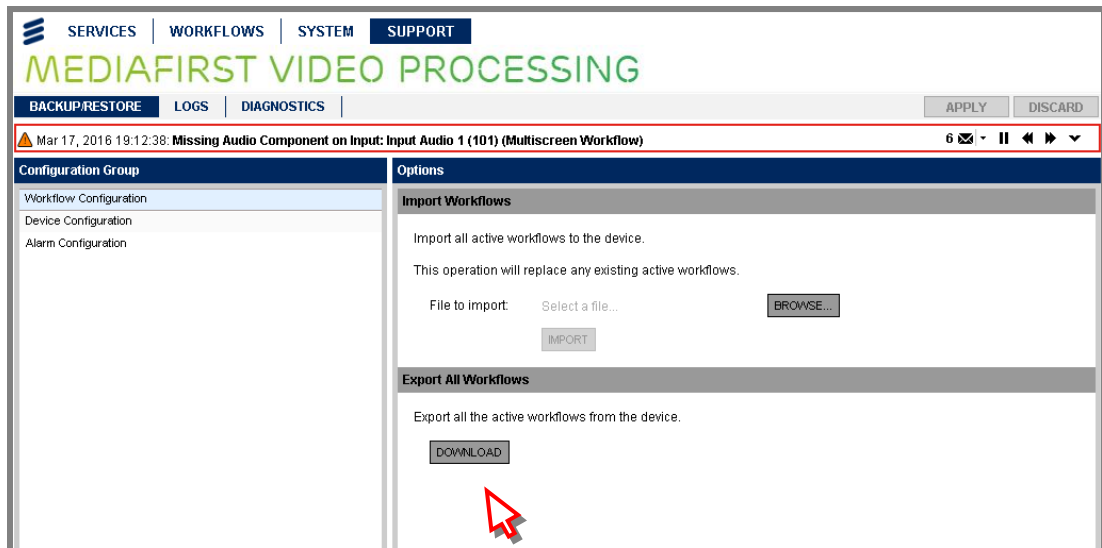 SERVICES WORKFLOWS SYSTEM SUPPORT
MEDIAFIRST VIDEO PROCESSING
BACKUP/RESTORE LOGS DIAGNOSTICS APPLY DISCARD
Mar 17, 2016 19:12:38: Missing Audio Component on Input: Input Audio 1 (101) (Multiscreen Workflow) 6
Configuration Group
Workflow Configuration
Device Configuration
Alarm Configuration
Options
Import Workflows
Import all active workflows to the device.
This operation will replace any existing active workflows.
File to import: Select a file... BROWSE...
IMPORT
Export All Workflows
Export all the active workflows from the device.
DOWNLOAD